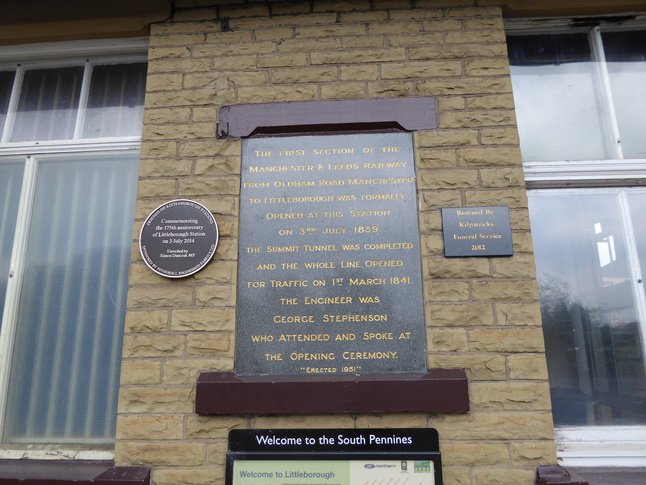 THE FIRST SECTION OF THE
MANCHESTER & LEEDS RAILWAY
FROM OLDHAM ROAD MANCHESTER
TO LITTLEBOROUGH WAS FORMALLY
OPENED AT THIS STATION
ON 3RD JULY 1839.
THE SUMMIT TUNNEL WAS COMPLETED
AND THE WHOLE LINE OPENED
FOR TRAFFIC ON 1ST MARCH 1841.
THE ENGINEER WAS
GEORGE STEPHENSON
WHO ATTENDED AND SPOKE AT
THE OPENING CEREMONY.
"ERECTED 1951"
Commemorating
the 175th anniversary
of Littleborough Station
on 3 July 2014
Unveiled by
Simon Danczuk MP
Restored By
Kilpatricks
Funeral Service
2012
Welcome to the South Pennines
Welcome to Littleborough
northern